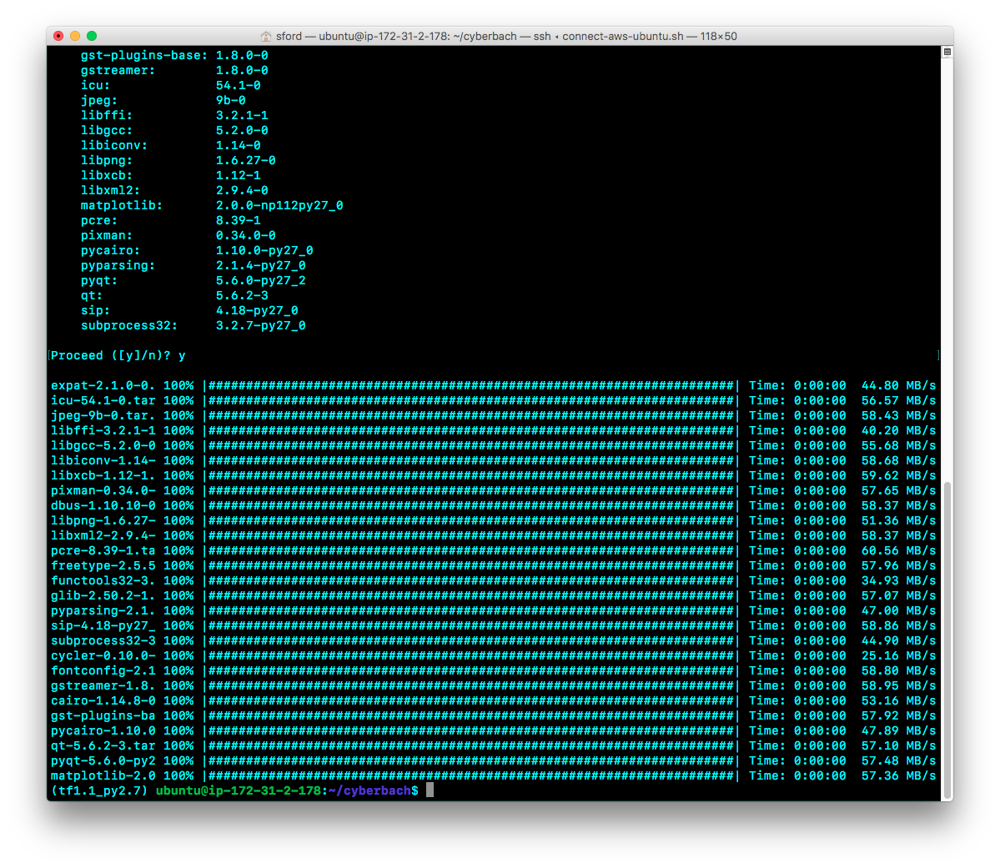 sford — ubuntu@ip-172-31-2-178: ~/cyberbach — ssh ◂ connect-aws-ubuntu.sh — 118×50
gst-plugins-base: 1.8.0-0
gstreamer: 1.8.0-0
icu: 54.1-0
jpeg: 9b-0
libffi: 3.2.1-1
libgcc: 5.2.0-0
libiconv: 1.14-0
libpng: 1.6.27-0
libxcb: 1.12-1
libxml2: 2.9.4-0
matplotlib: 2.0.0-np112py27_0
pcre: 8.39-1
pixman: 0.34.0-0
pycairo: 1.10.0-py27_0
pyparsing: 2.1.4-py27_0
pyqt: 5.6.0-py27_2
qt: 5.6.2-3
sip: 4.18-py27_0
subprocess32: 3.2.7-py27_0
[Proceed ([y]/n)? y ]
expat-2.1.0-0. 100% |######################################################################| Time: 0:00:00 44.80 MB/s
icu-54.1-0.tar 100% |######################################################################| Time: 0:00:00 56.57 MB/s
jpeg-9b-0.tar. 100% |######################################################################| Time: 0:00:00 58.43 MB/s
libffi-3.2.1-1 100% |######################################################################| Time: 0:00:00 40.20 MB/s
libgcc-5.2.0-0 100% |######################################################################| Time: 0:00:00 55.68 MB/s
libiconv-1.14- 100% |######################################################################| Time: 0:00:00 58.68 MB/s
libxcb-1.12-1. 100% |######################################################################| Time: 0:00:00 59.62 MB/s
pixman-0.34.0- 100% |######################################################################| Time: 0:00:00 57.65 MB/s
dbus-1.10.10-0 100% |######################################################################| Time: 0:00:00 58.37 MB/s
libpng-1.6.27- 100% |######################################################################| Time: 0:00:00 51.36 MB/s
libxml2-2.9.4- 100% |######################################################################| Time: 0:00:00 58.37 MB/s
pcre-8.39-1.ta 100% |######################################################################| Time: 0:00:00 60.56 MB/s
freetype-2.5.5 100% |######################################################################| Time: 0:00:00 57.96 MB/s
functools32-3. 100% |######################################################################| Time: 0:00:00 34.93 MB/s
glib-2.50.2-1. 100% |######################################################################| Time: 0:00:00 57.07 MB/s
pyparsing-2.1. 100% |######################################################################| Time: 0:00:00 47.00 MB/s
sip-4.18-py27_ 100% |######################################################################| Time: 0:00:00 58.86 MB/s
subprocess32-3 100% |######################################################################| Time: 0:00:00 44.90 MB/s
cycler-0.10.0- 100% |######################################################################| Time: 0:00:00 25.16 MB/s
fontconfig-2.1 100% |######################################################################| Time: 0:00:00 58.80 MB/s
gstreamer-1.8. 100% |######################################################################| Time: 0:00:00 58.95 MB/s
cairo-1.14.8-0 100% |######################################################################| Time: 0:00:00 53.16 MB/s
gst-plugins-ba 100% |######################################################################| Time: 0:00:00 57.92 MB/s
pycairo-1.10.0 100% |######################################################################| Time: 0:00:00 47.89 MB/s
qt-5.6.2-3.tar 100% |######################################################################| Time: 0:00:00 57.10 MB/s
pyqt-5.6.0-py2 100% |######################################################################| Time: 0:00:00 57.48 MB/s
matplotlib-2.0 100% |######################################################################| Time: 0:00:00 57.36 MB/s
(tf1.1_py2.7) ubuntu@ip-172-31-2-178:~/cyberbach$